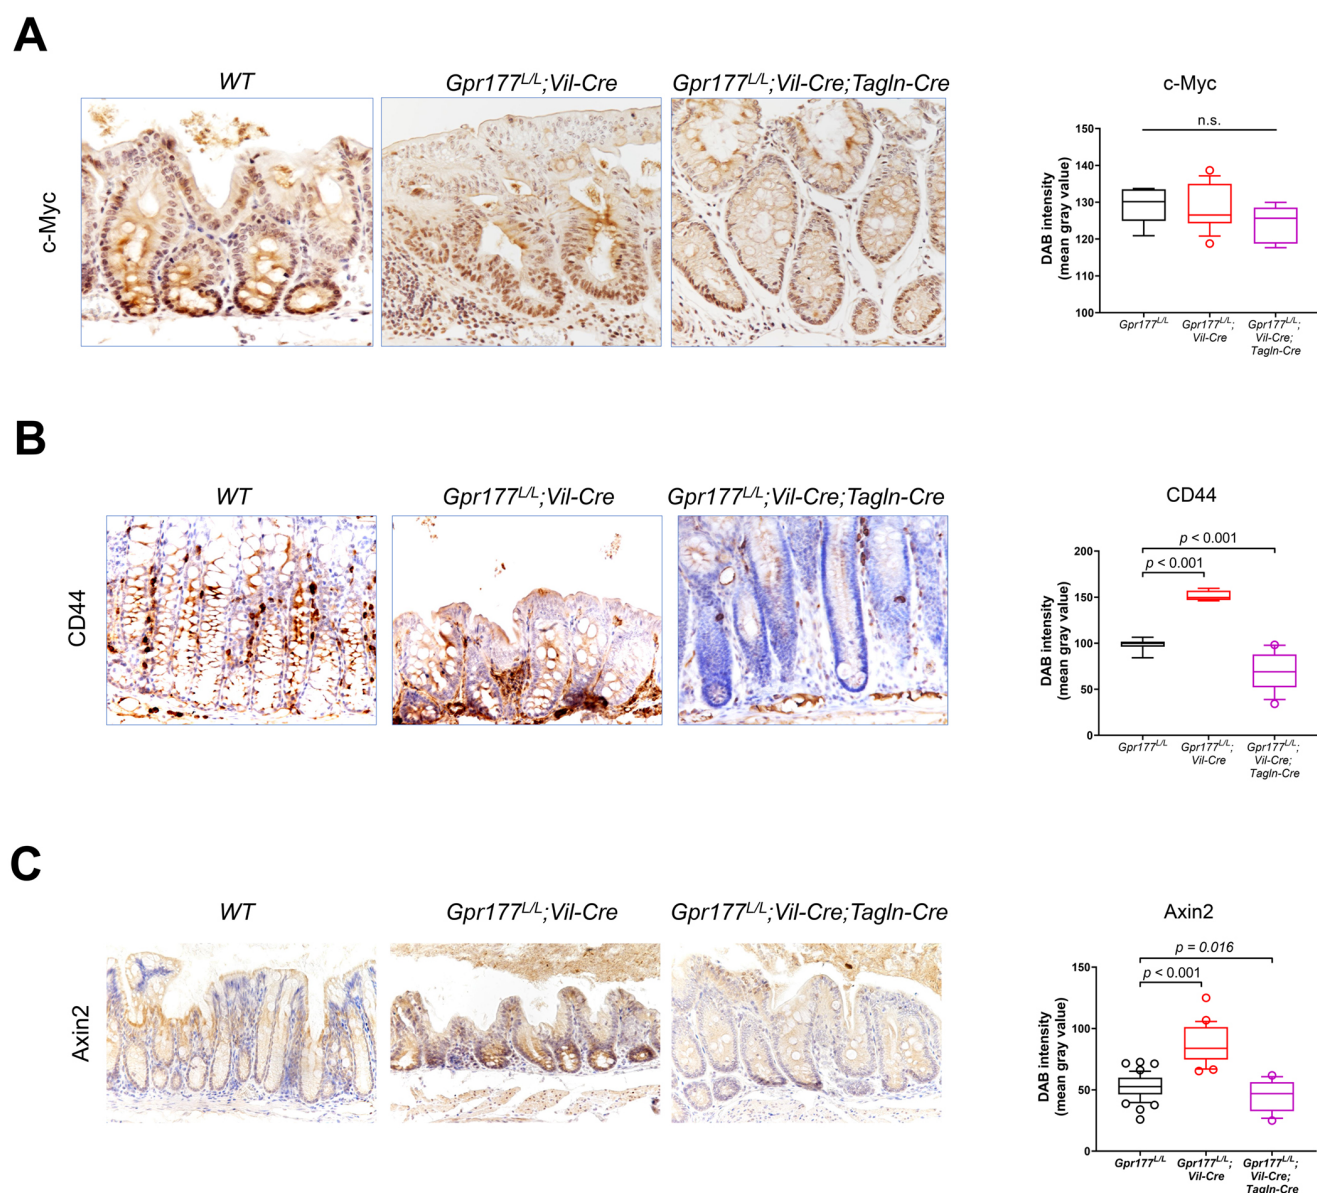 A
WT
Gpr177L/L;Vil-Cre
Gpr177L/L;Vil-Cre;Tagln-Cre
c-Myc
c-Myc
n.s.
DAB intensity
(mean gray value)
150
140
130
120
110
100
Gpr177L/L
Gpr177L/L;
Vil-Cre
Gpr177L/L;
Vil-Cre;
Tagln-Cre
B
WT
Gpr177L/L;Vil-Cre
Gpr177L/L;Vil-Cre;Tagln-Cre
CD44
CD44
p < 0.001
p < 0.001
DAB intensity
(mean gray value)
200
150
100
50
0
Gpr177L/L
Gpr177L/L;
Vil-Cre
Gpr177L/L;
Vil-Cre;
Tagln-Cre
C
WT
Gpr177L/L;Vil-Cre
Gpr177L/L;Vil-Cre;Tagln-Cre
Axin2
Axin2
p = 0.016
p < 0.001
DAB intensity
(mean gray value)
150
100
50
0
Gpr177L/L
Gpr177L/L;
Vil-Cre
Gpr177L/L;
Vil-Cre;
Tagln-Cre